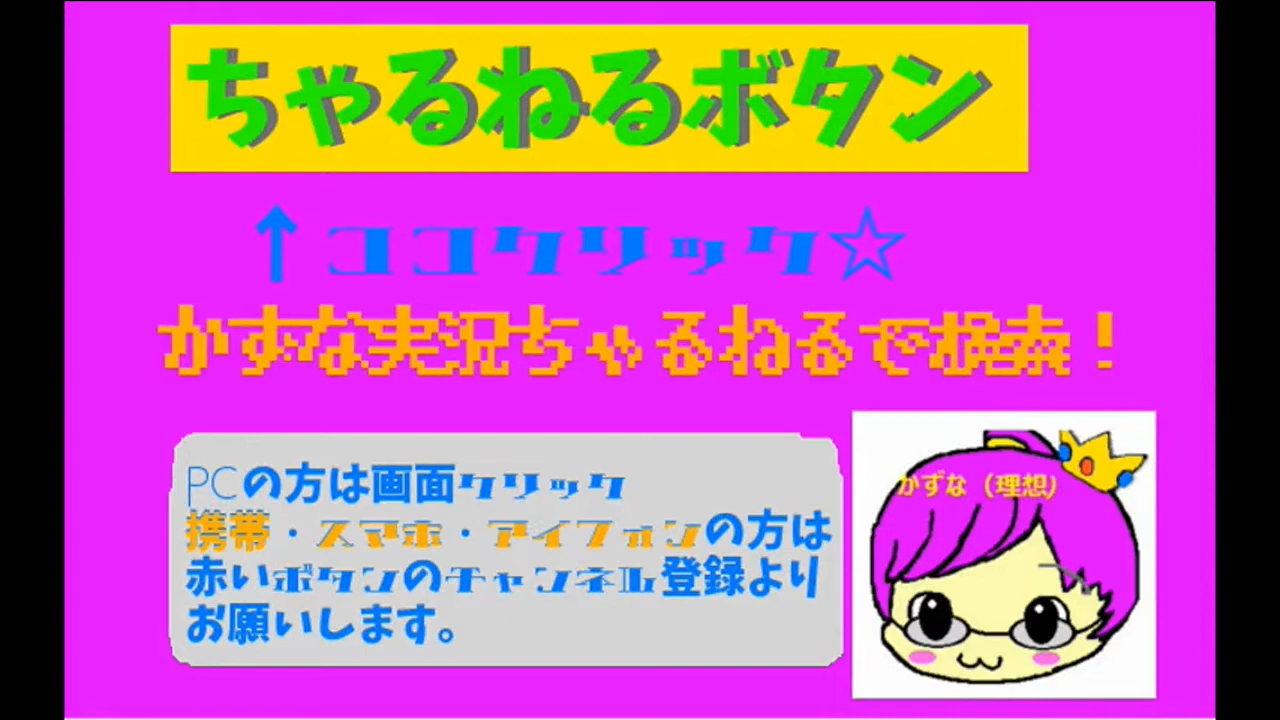 ちゃるねるボタン
↑ココクリック☆
かずな実況ちゃるねるで検索！
PCの方は画面クリック
携帯・スマホ・アイフォンの方は
赤いボタンのチャンネル登録より
お願いします。
かずな（理想）